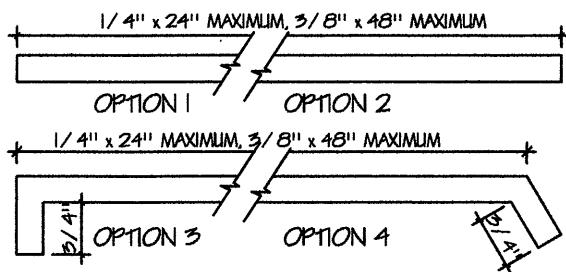 1/4" x 24" MAXIMUM, 3/8" x 48" MAXIMUM
OPTION 1 OPTION 2
1/4" x 24" MAXIMUM, 3/8" x 48" MAXIMUM
3/4" OPTION 3 OPTION 4 3/4"